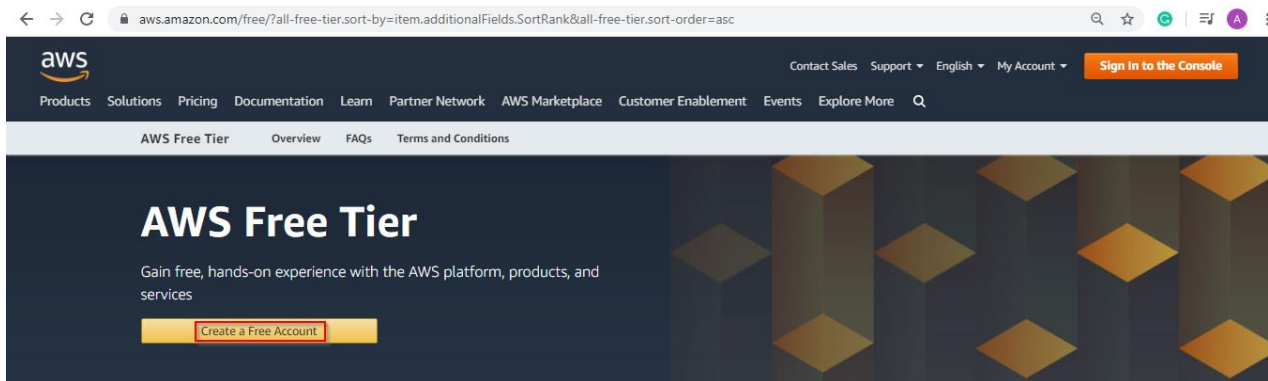 aws.amazon.com/free/?all-free-tier.sort-by=item.additionalFields.SortRank&all-free-tier.sort-order=asc
A
aws
Contact Sales Support English My Account Sign In to the Console
Products Solutions Pricing Documentation Learn Partner Network AWS Marketplace Customer Enablement Events Explore More
AWS Free Tier Overview FAQs Terms and Conditions
AWS Free Tier
Gain free, hands-on experience with the AWS platform, products, and
services
Create a Free Account